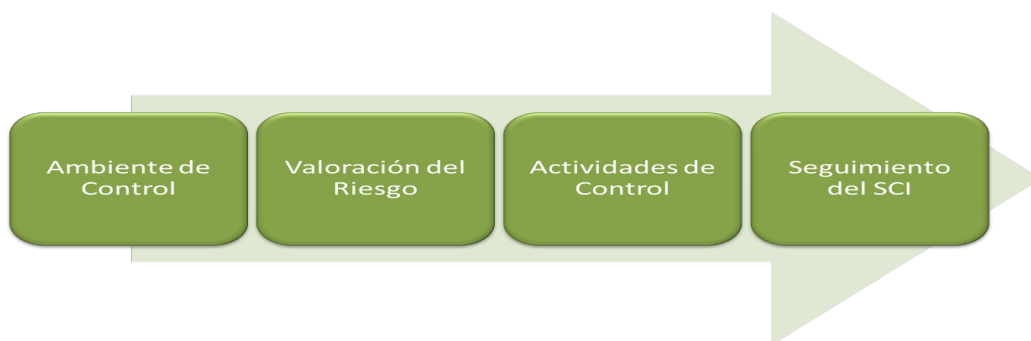 Ambiente de
Control
Valoración del
Riesgo
Actividades de
Control
Seguimiento
del SCI